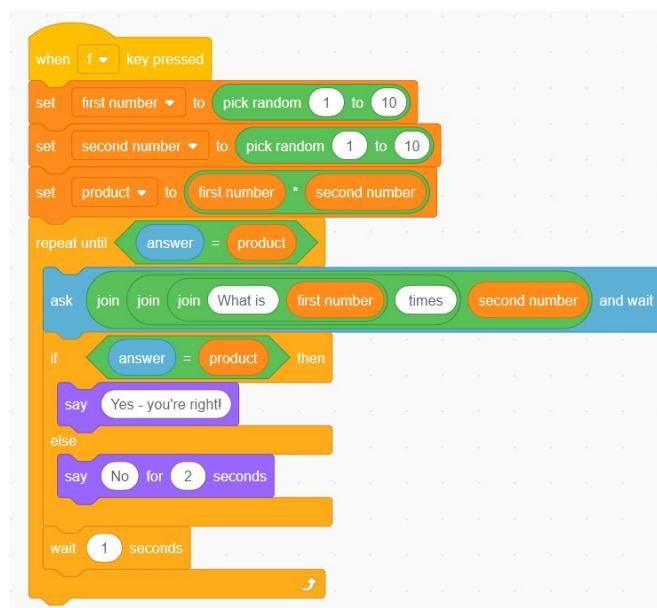 when f key pressed
set first number to pick random 1 to 10
set second number to pick random 1 to 10
set product to first number * second number
repeat until answer = product
ask join join join What is first number times second number and wait
if answer = product then
say Yes - you're right!
else
say No for 2 seconds
wait 1 seconds